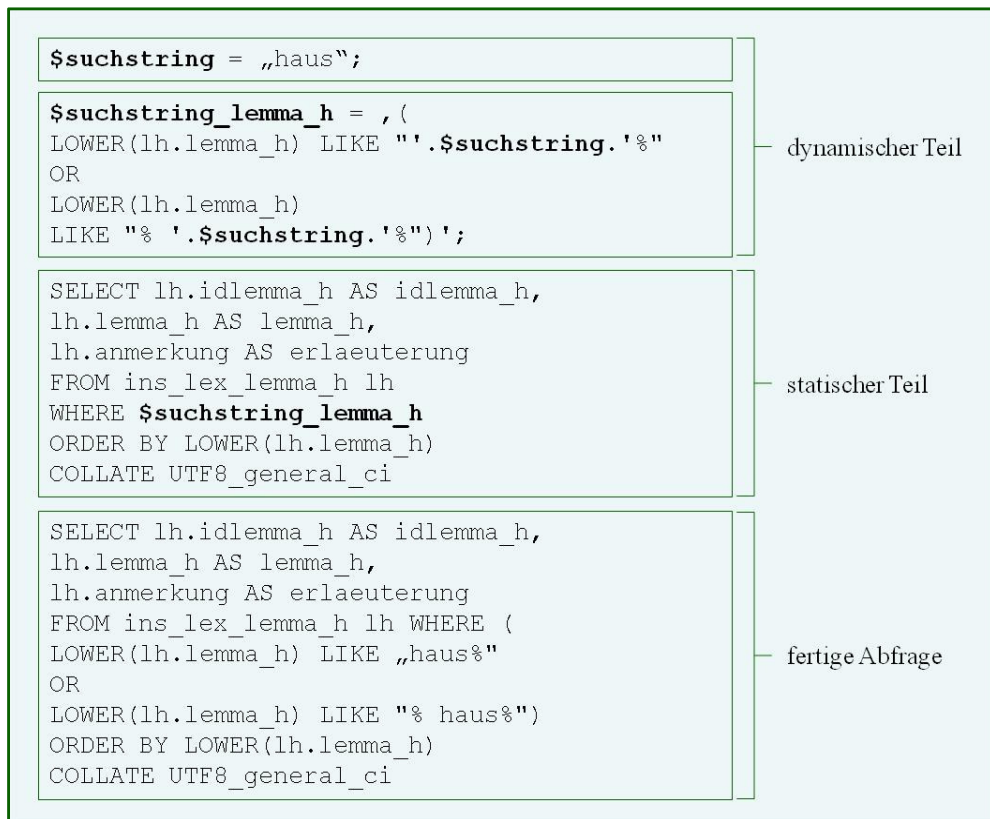 $suchstring = „haus“;
$suchstring_lemma_h = ‚(
LOWER(lh.lemma_h) LIKE "'.$suchstring.'%"
OR
LOWER(lh.lemma_h)
LIKE "% '.$suchstring.'%")';
dynamischer Teil
SELECT lh.idlemma_h AS idlemma_h,
lh.lemma_h AS lemma_h,
lh.anmerkung AS erlaeuterung
FROM ins_lex_lemma_h lh
WHERE $suchstring_lemma_h
ORDER BY LOWER(lh.lemma_h)
COLLATE UTF8_general_ci
statischer Teil
SELECT lh.idlemma_h AS idlemma_h,
lh.lemma_h AS lemma_h,
lh.anmerkung AS erlaeuterung
FROM ins_lex_lemma_h lh WHERE (
LOWER(lh.lemma_h) LIKE „haus%"
OR
LOWER(lh.lemma_h) LIKE "% haus%")
ORDER BY LOWER(lh.lemma_h)
COLLATE UTF8_general_ci
fertige Abfrage